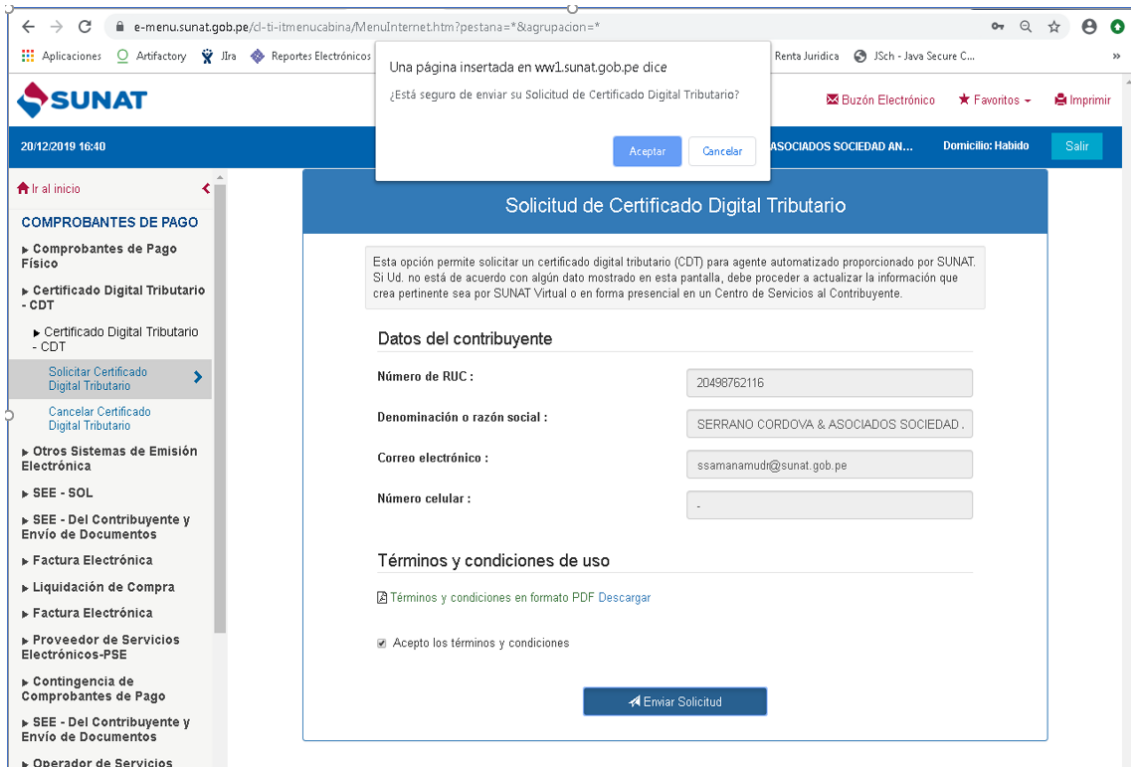 e-menu.sunat.gob.pe/cl-ti-itmenucabina/MenuInternet.htm?pestana=*&agrupacion=*
Aplicaciones Artifactory JIra Reportes Electrónicos Renta Juridica JSch - Java Secure C... »
Una página insertada en ww1.sunat.gob.pe dice
¿Está seguro de enviar su Solicitud de Certificado Digital Tributario?
Aceptar Cancelar
SUNAT
Buzón Electrónico Favoritos Imprimir
20/12/2019 16:40 ASOCIADOS SOCIEDAD AN... Domicilio: Habido Salir
Ir al inicio
COMPROBANTES DE PAGO
Comprobantes de Pago
Físico
Certificado Digital Tributario
- CDT
Certificado Digital Tributario
- CDT
Solicitar Certificado
Digital Tributario
Cancelar Certificado
Digital Tributario
Otros Sistemas de Emisión
Electrónica
SEE - SOL
SEE - Del Contribuyente y
Envío de Documentos
Factura Electrónica
Liquidación de Compra
Factura Electrónica
Proveedor de Servicios
Electrónicos-PSE
Contingencia de
Comprobantes de Pago
SEE - Del Contribuyente y
Envío de Documentos
Operador de Servicios
Solicitud de Certificado Digital Tributario
Esta opción permite solicitar un certificado digital tributario (CDT) para agente automatizado proporcionado por SUNAT.
Si Ud. no está de acuerdo con algún dato mostrado en esta pantalla, debe proceder a actualizar la información que
crea pertinente sea por SUNAT Virtual o en forma presencial en un Centro de Servicios al Contribuyente.
Datos del contribuyente
Número de RUC : 20498762116
Denominación o razón social : SERRANO CORDOVA & ASOCIADOS SOCIEDAD .
Correo electrónico : ssamanamudr@sunat.gob.pe
Número celular : -
Términos y condiciones de uso
Términos y condiciones en formato PDF Descargar
Acepto los términos y condiciones
Enviar Solicitud